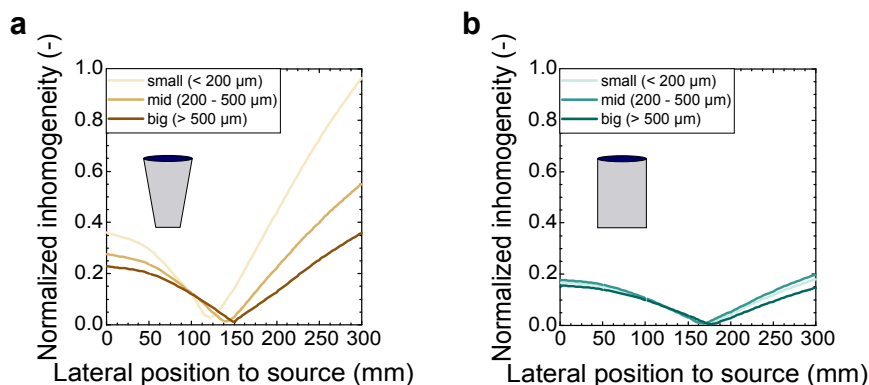 a
Normalized inhomogeneity (-)
1.0
0.8
0.6
0.4
0.2
0.0
small (< 200 µm)
mid (200 - 500 µm)
big (> 500 µm)
0 50 100 150 200 250 300
Lateral position to source (mm)
b
Normalized inhomogeneity (-)
1.0
0.8
0.6
0.4
0.2
0.0
small (< 200 µm)
mid (200 - 500 µm)
big (> 500 µm)
0 50 100 150 200 250 300
Lateral position to source (mm)